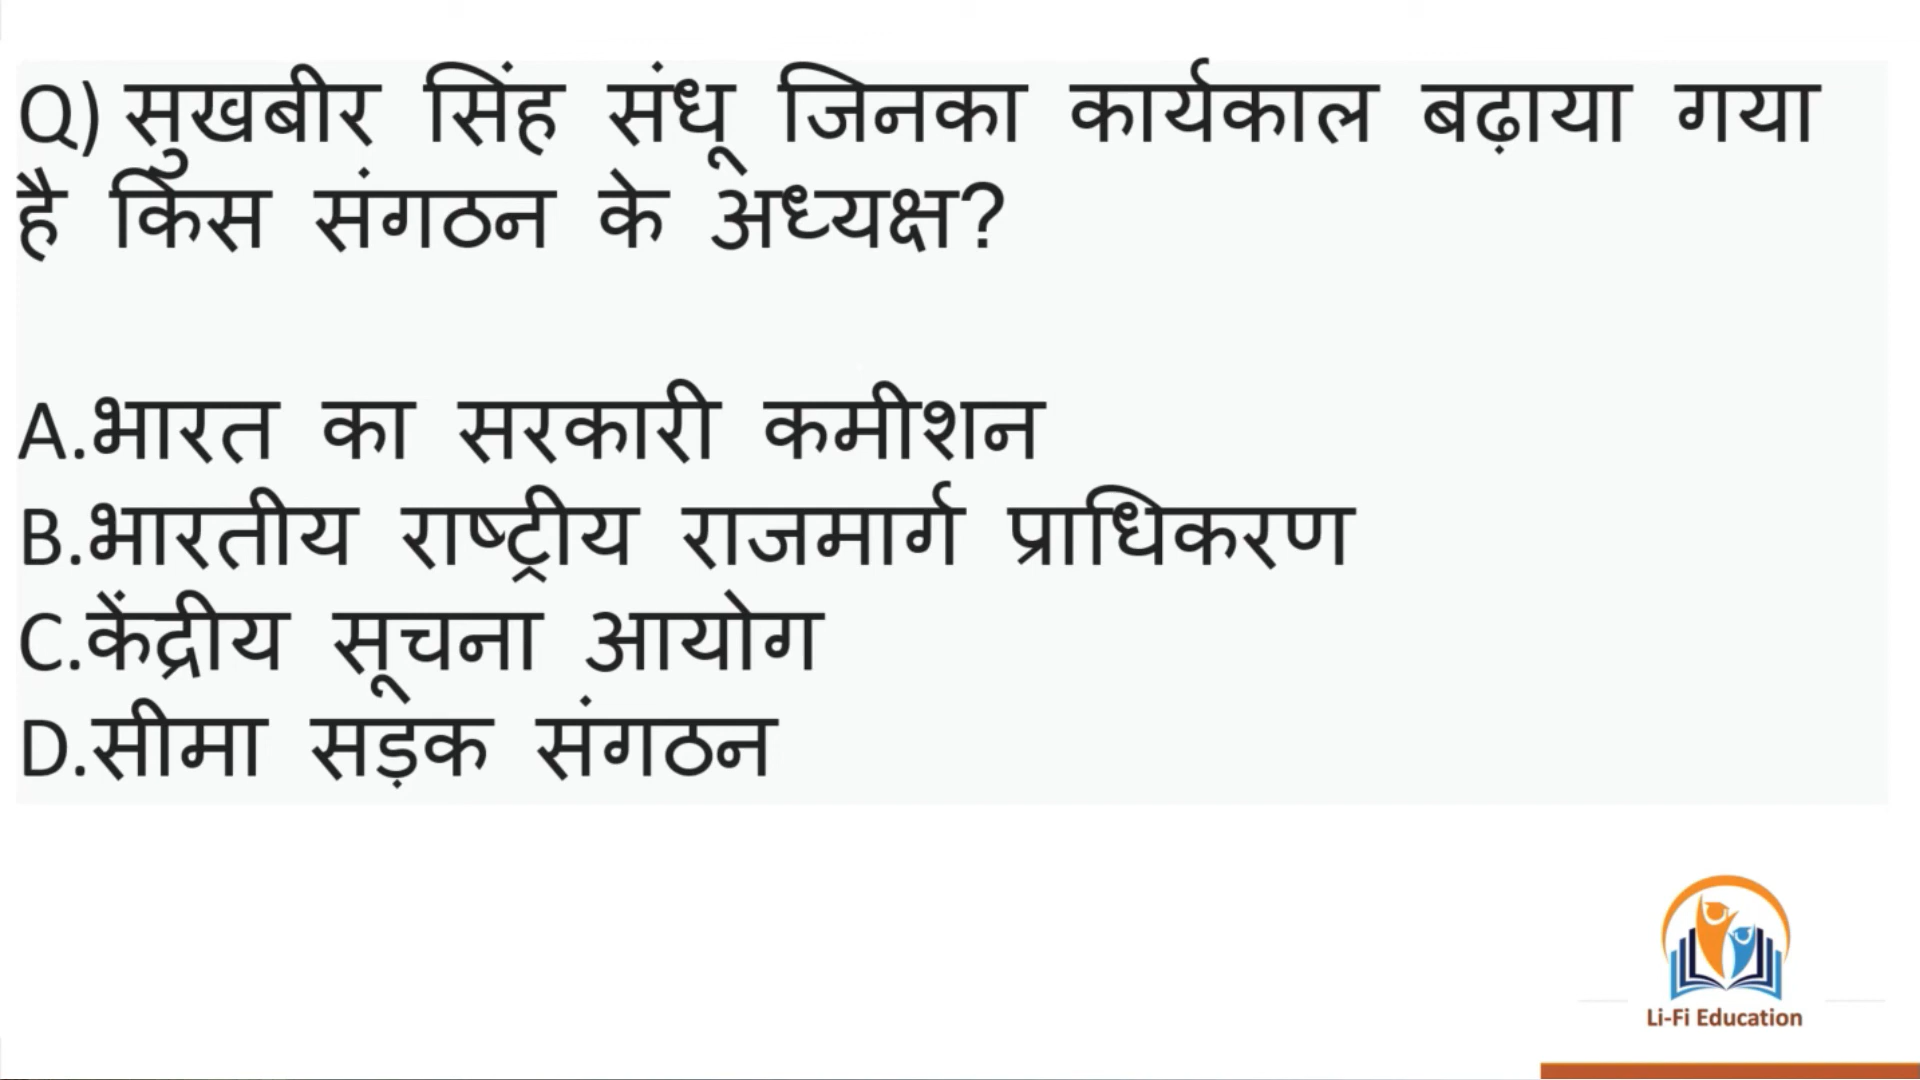 Q) सुखबीर सिंह संधू जिनका कार्यकाल बढ़ाया गया
है किस संगठन के अध्यक्ष?
A.भारत का सरकारी कमीशन
B.भारतीय राष्ट्रीय राजमार्ग प्राधिकरण
C.केंद्रीय सूचना आयोग
D.सीमा सड़क संगठन
Li-Fi Education